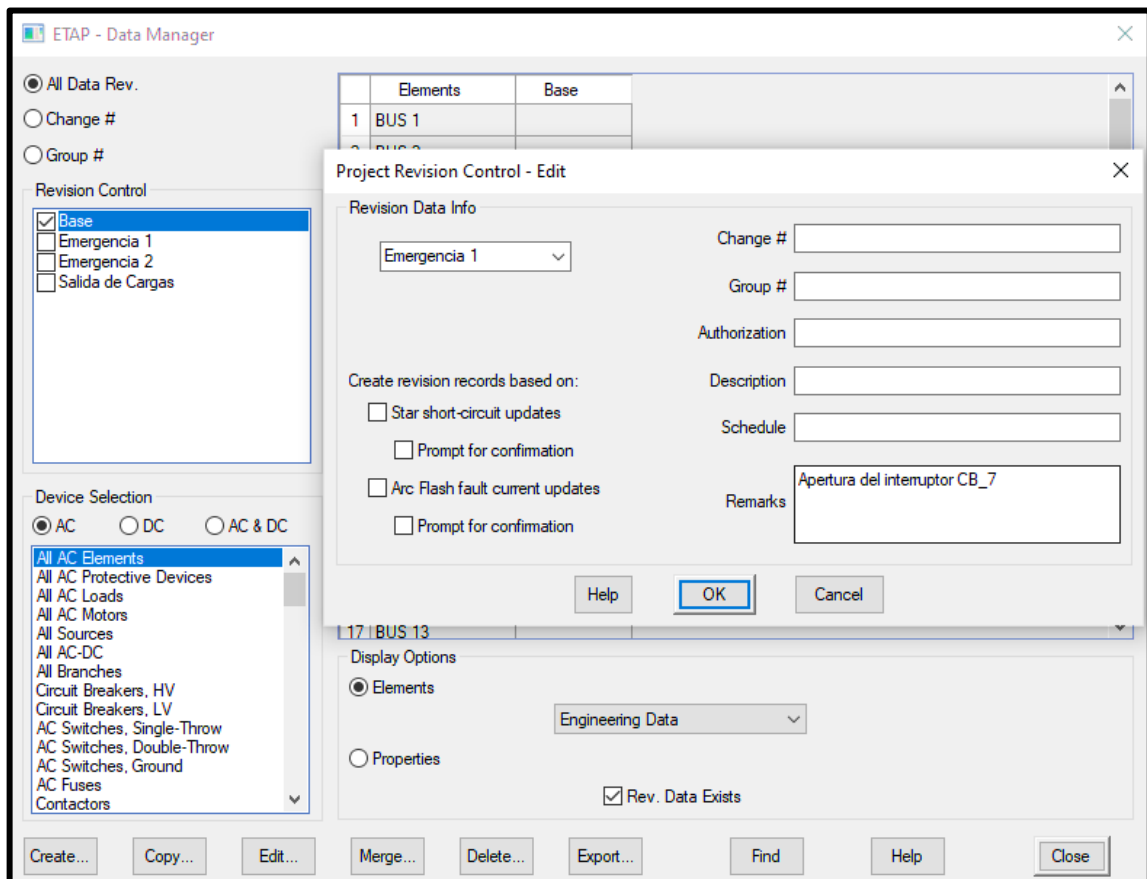 ETAP - Data Manager
All Data Rev.
Change #
Group #
Revision Control
Base
Emergencia 1
Emergencia 2
Salida de Cargas
Elements Base
1 BUS 1
Project Revision Control - Edit
Revision Data Info
Emergencia 1
Create revision records based on:
Star short-circuit updates
Prompt for confirmation
Arc Flash fault current updates
Prompt for confirmation
Change #
Group #
Authorization
Description
Schedule
Remarks
Apertura del interruptor CB_7
Help OK Cancel
17 BUS 13
Device Selection
AC DC AC & DC
All AC Elements
All AC Protective Devices
All AC Loads
All AC Motors
All Sources
All AC-DC
All Branches
Circuit Breakers, HV
Circuit Breakers, LV
AC Switches, Single-Throw
AC Switches, Double-Throw
AC Switches, Ground
AC Fuses
Contactors
Display Options
Elements
Engineering Data
Properties
Rev. Data Exists
Create... Copy... Edit... Merge... Delete... Export... Find Help Close